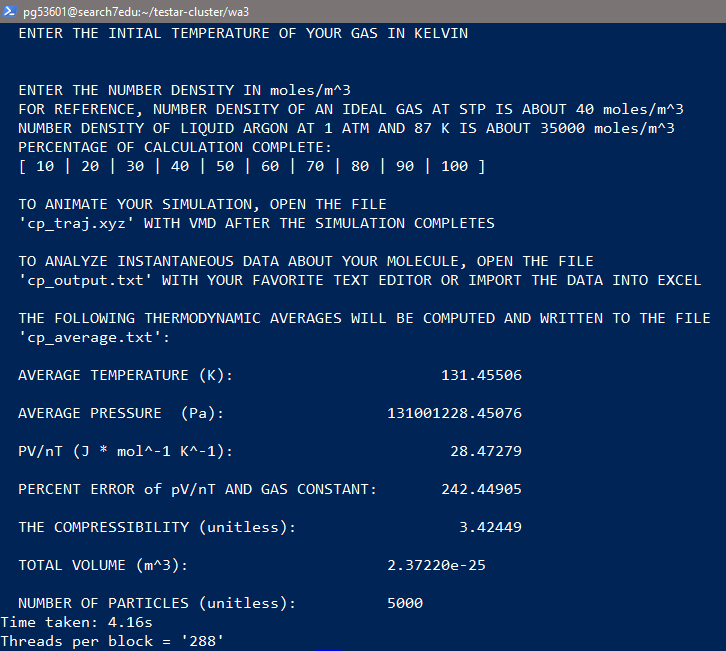 pg53601@search7edu:~/testar-cluster/wa3
ENTER THE INTIAL TEMPERATURE OF YOUR GAS IN KELVIN
ENTER THE NUMBER DENSITY IN moles/m^3
FOR REFERENCE, NUMBER DENSITY OF AN IDEAL GAS AT STP IS ABOUT 40 moles/m^3
NUMBER DENSITY OF LIQUID ARGON AT 1 ATM AND 87 K IS ABOUT 35000 moles/m^3
PERCENTAGE OF CALCULATION COMPLETE:
[ 10 | 20 | 30 | 40 | 50 | 60 | 70 | 80 | 90 | 100 ]
TO ANIMATE YOUR SIMULATION, OPEN THE FILE
'cp_traj.xyz' WITH VMD AFTER THE SIMULATION COMPLETES
TO ANALYZE INSTANTANEOUS DATA ABOUT YOUR MOLECULE, OPEN THE FILE
'cp_output.txt' WITH YOUR FAVORITE TEXT EDITOR OR IMPORT THE DATA INTO EXCEL
THE FOLLOWING THERMODYNAMIC AVERAGES WILL BE COMPUTED AND WRITTEN TO THE FILE
'cp_average.txt':
AVERAGE TEMPERATURE (K): 131.45506
AVERAGE PRESSURE (Pa): 131001228.45076
PV/nT (J * mol^-1 K^-1): 28.47279
PERCENT ERROR of pV/nT AND GAS CONSTANT: 242.44905
THE COMPRESSIBILITY (unitless): 3.42449
TOTAL VOLUME (m^3): 2.37220e-25
NUMBER OF PARTICLES (unitless): 5000
Time taken: 4.16s
Threads per block = '288'